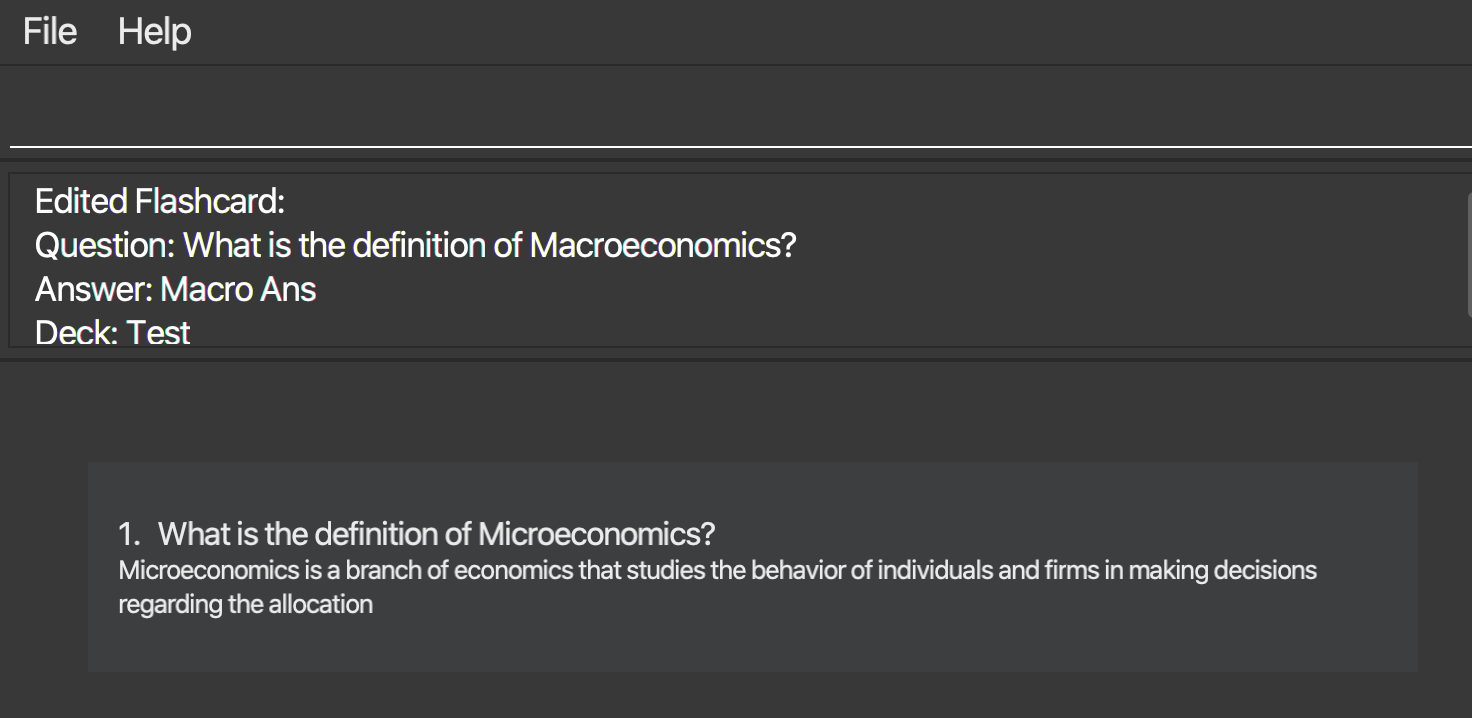 File Help
Edited Flashcard:
Question: What is the definition of Macroeconomics?
Answer: Macro Ans
Deck: Test
1. What is the definition of Microeconomics?
Microeconomics is a branch of economics that studies the behavior of individuals and firms in making decisions
regarding the allocation